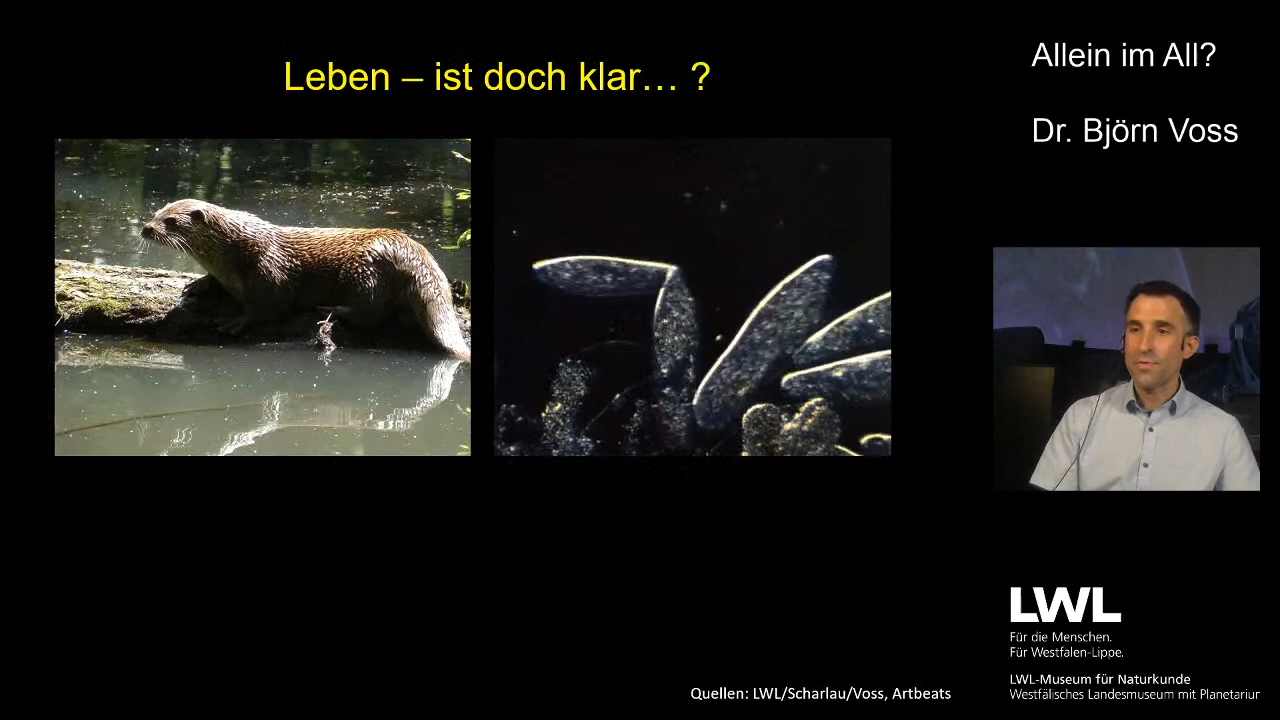 Leben – ist doch klar… ?
Allein im All?
Dr. Björn Voss
LWL
Für die Menschen.
Für Westfalen-Lippe.
LWL-Museum für Naturkunde
Westfälisches Landesmuseum mit Planetariur
Quellen: LWL/Scharlau/Voss, Artbeats